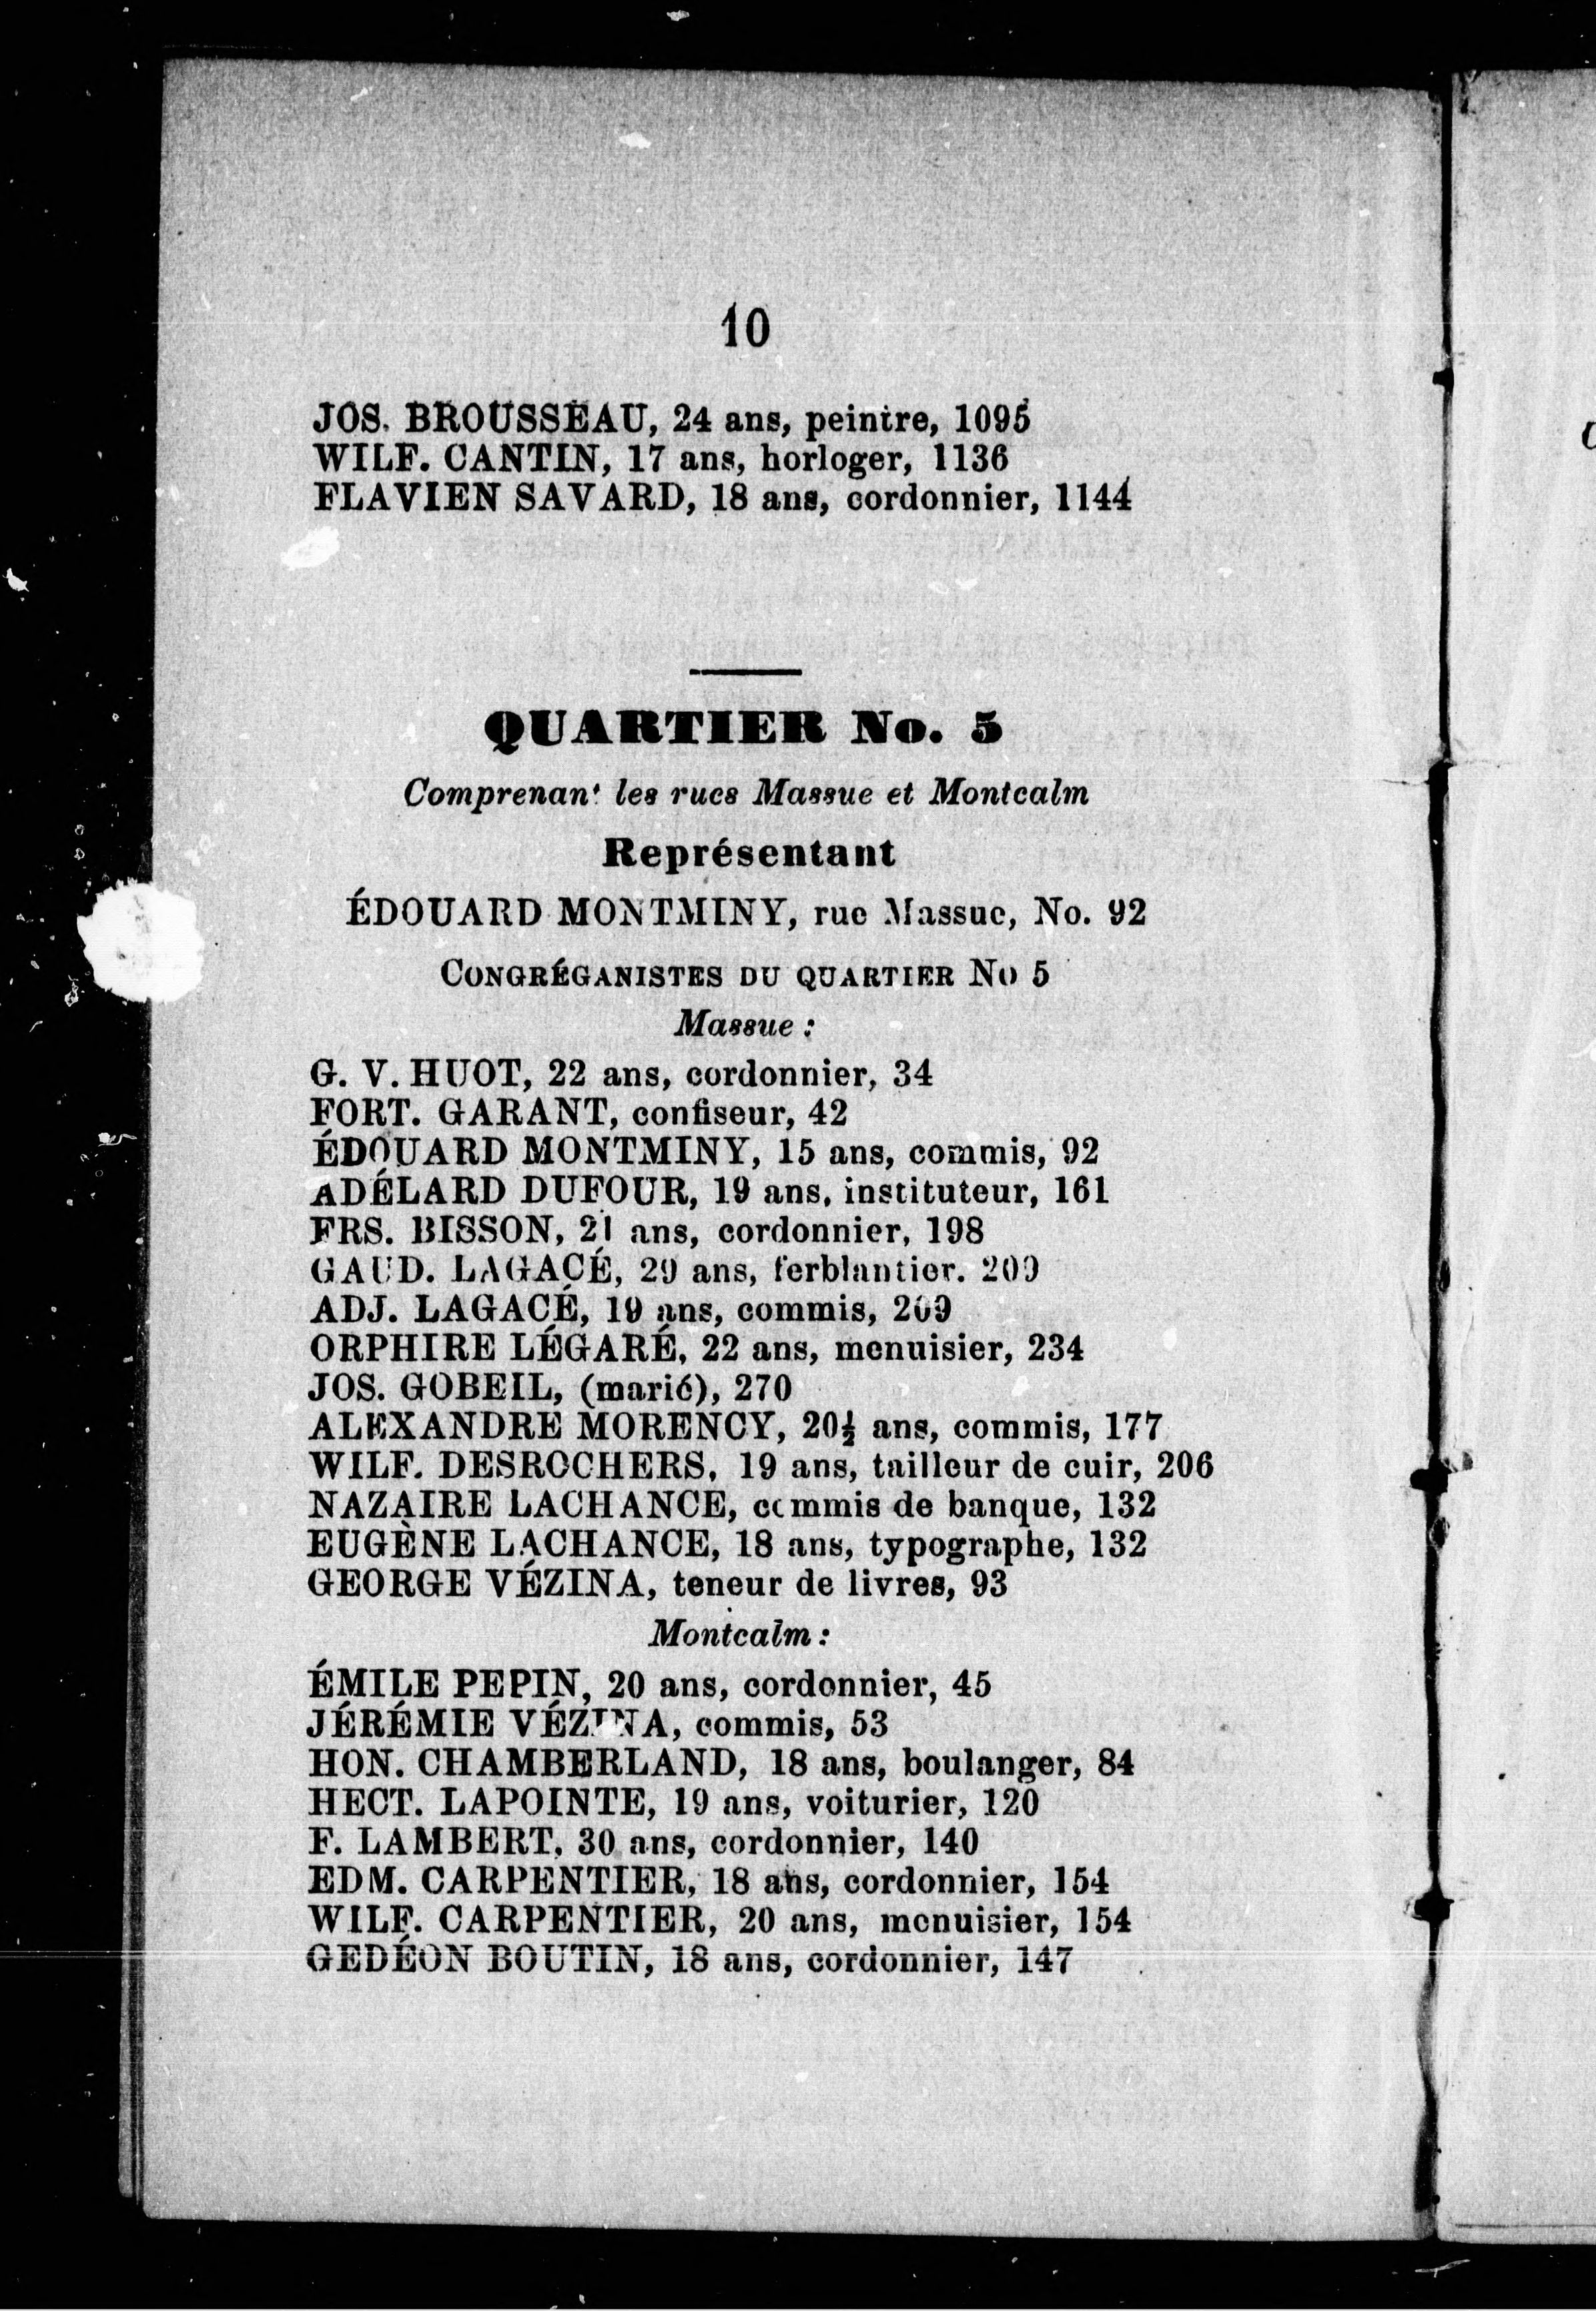 10
JOS. BROUSSEAU, 24 ans, peintre, 1095
WILF. CANTIN, 17 ans, horloger, 1136
FLAVIEN SAVARD, 18 ans, cordonnier, 1144
QUARTIER No. 5
Comprenant les rues Massue et Montcalm
Représentant
ÉDOUARD MONTMINY, rue Massue, No. 92
CONGRÉGANISTES DU QUARTIER No 5
Massue :
G. V. HUOT, 22 ans, cordonnier, 34
FORT. GARANT, confiseur, 42
ÉDOUARD MONTMINY, 15 ans, commis, 92
ADÉLARD DUFOUR, 19 ans, instituteur, 161
FRS. BISSON, 21 ans, cordonnier, 198
GAUD. LAGACÉ, 29 ans, ferblantier. 209
ADJ. LAGACÉ, 19 ans, commis, 209
ORPHIRE LÉGARÉ, 22 ans, menuisier, 234
JOS. GOBEIL, (marié), 270
ALEXANDRE MORENCY, 20½ ans, commis, 177
WILF. DESROCHERS, 19 ans, tailleur de cuir, 206
NAZAIRE LACHANCE, commis de banque, 132
EUGÈNE LACHANCE, 18 ans, typographe, 132
GEORGE VÉZINA, teneur de livres, 93
Montcalm :
ÉMILE PEPIN, 20 ans, cordonnier, 45
JÉRÉMIE VÉZINA, commis, 53
HON. CHAMBERLAND, 18 ans, boulanger, 84
HECT. LAPOINTE, 19 ans, voiturier, 120
F. LAMBERT, 30 ans, cordonnier, 140
EDM. CARPENTIER, 18 ans, cordonnier, 154
WILF. CARPENTIER, 20 ans, menuisier, 154
GEDÉON BOUTIN, 18 ans, cordonnier, 147